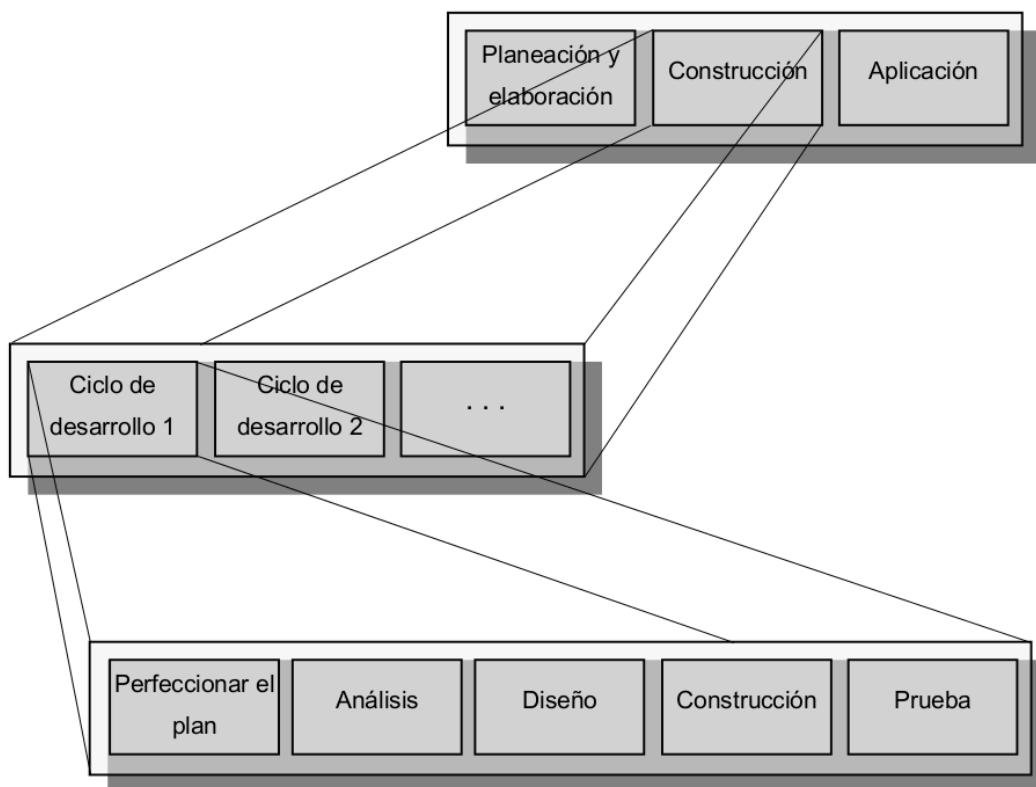 Planeación y
elaboración
Construcción
Aplicación
Ciclo de
desarrollo 1
Ciclo de
desarrollo 2
. . .
Perfeccionar el
plan
Análisis
Diseño
Construcción
Prueba